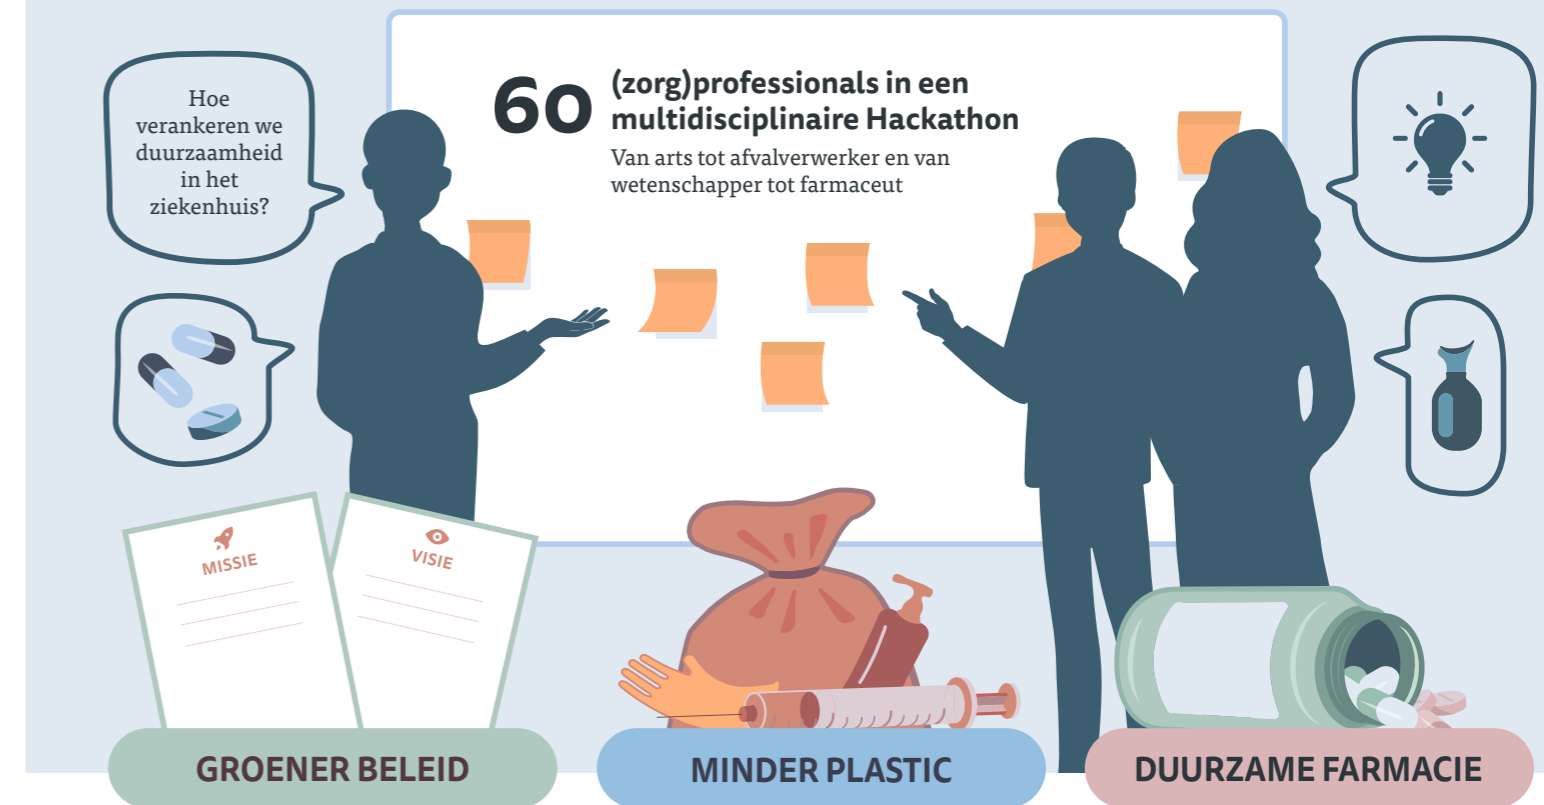 Hoe
verankeren we
duurzaamheid
in het
ziekenhuis?
60
(zorg)professionals in een
multidisciplinaire Hackathon
Van arts tot afvalverwerker en van
wetenschapper tot farmaceut
MISSIE
VISIE
GROENER BELEID
MINDER PLASTIC
DUURZAME FARMACIE